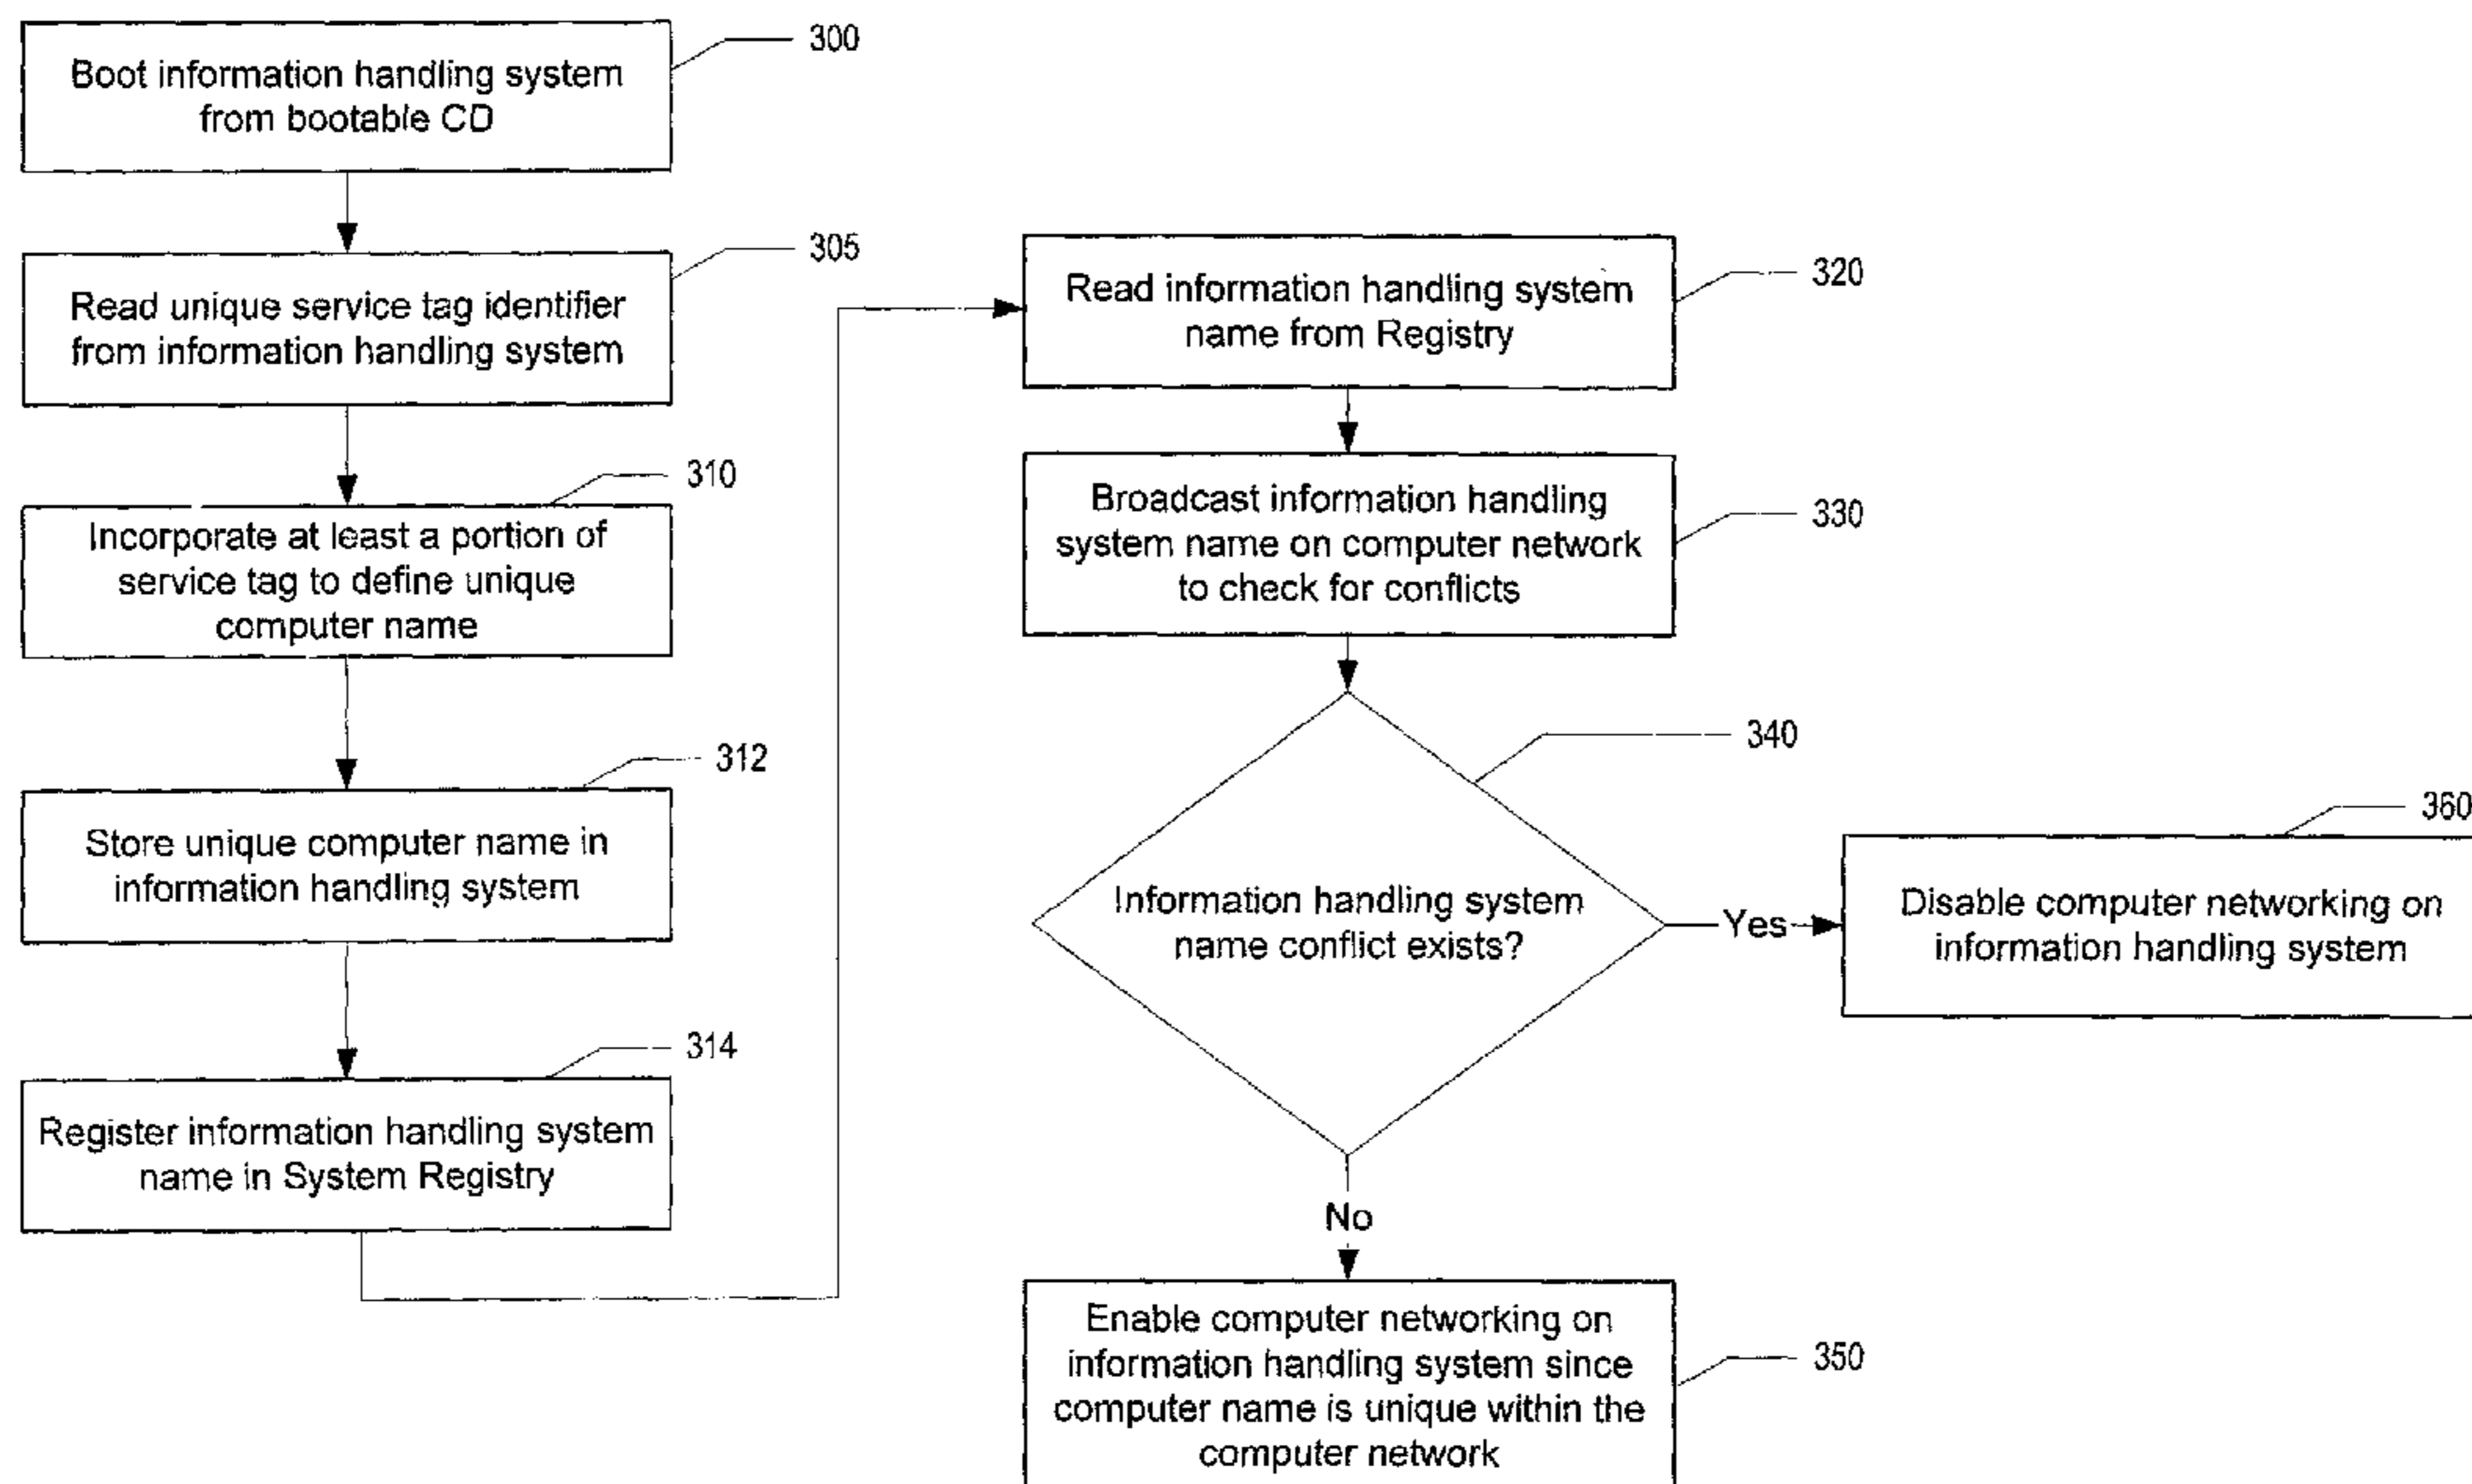 300
Boot information handling system
from bootable CD
305
Read unique service tag identifier
from information handling system
310
Incorporate at least a portion of
service tag to define unique
computer name
312
Store unique computer name in
information handling system
314
Register information handling system
name in System Registry
320
Read information handling system
name from Registry
330
Broadcast information handling
system name on computer network
to check for conflicts
340
Information handling system
name conflict exists?
Yes
360
Disable computer networking on
information handling system
No
350
Enable computer networking on
information handling system since
computer name is unique within the
computer network